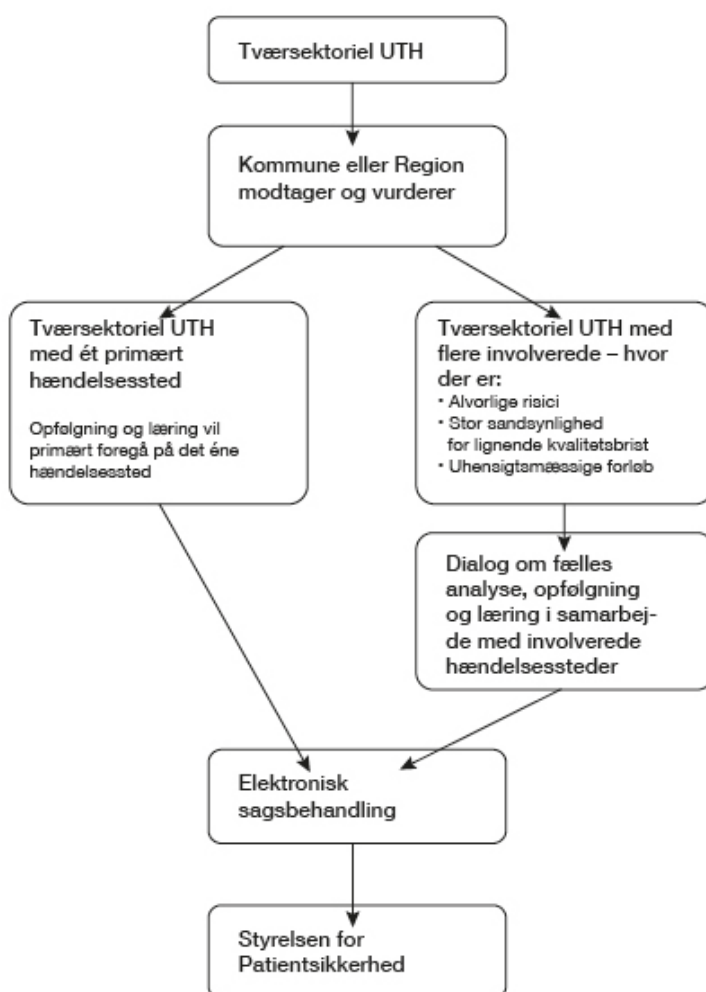 Tværsektoriel UTH
Kommune eller Region
modtager og vurderer
Tværsektoriel UTH
med ét primært
hændelsessted
Opfølgning og læring vil
primært foregå på det éne
hændelsessted
Tværsektoriel UTH med
flere involverede – hvor
der er:
• Alvorlige risici
• Stor sandsynlighed
for lignende kvalitetsbrist
• Uhensigtsmæssige forløb
Dialog om fælles
analyse, opfølgning
og læring i samarbej-
de med involverede
hændelsessteder
Elektronisk
sagsbehandling
Styrelsen for
Patientsikkerhed